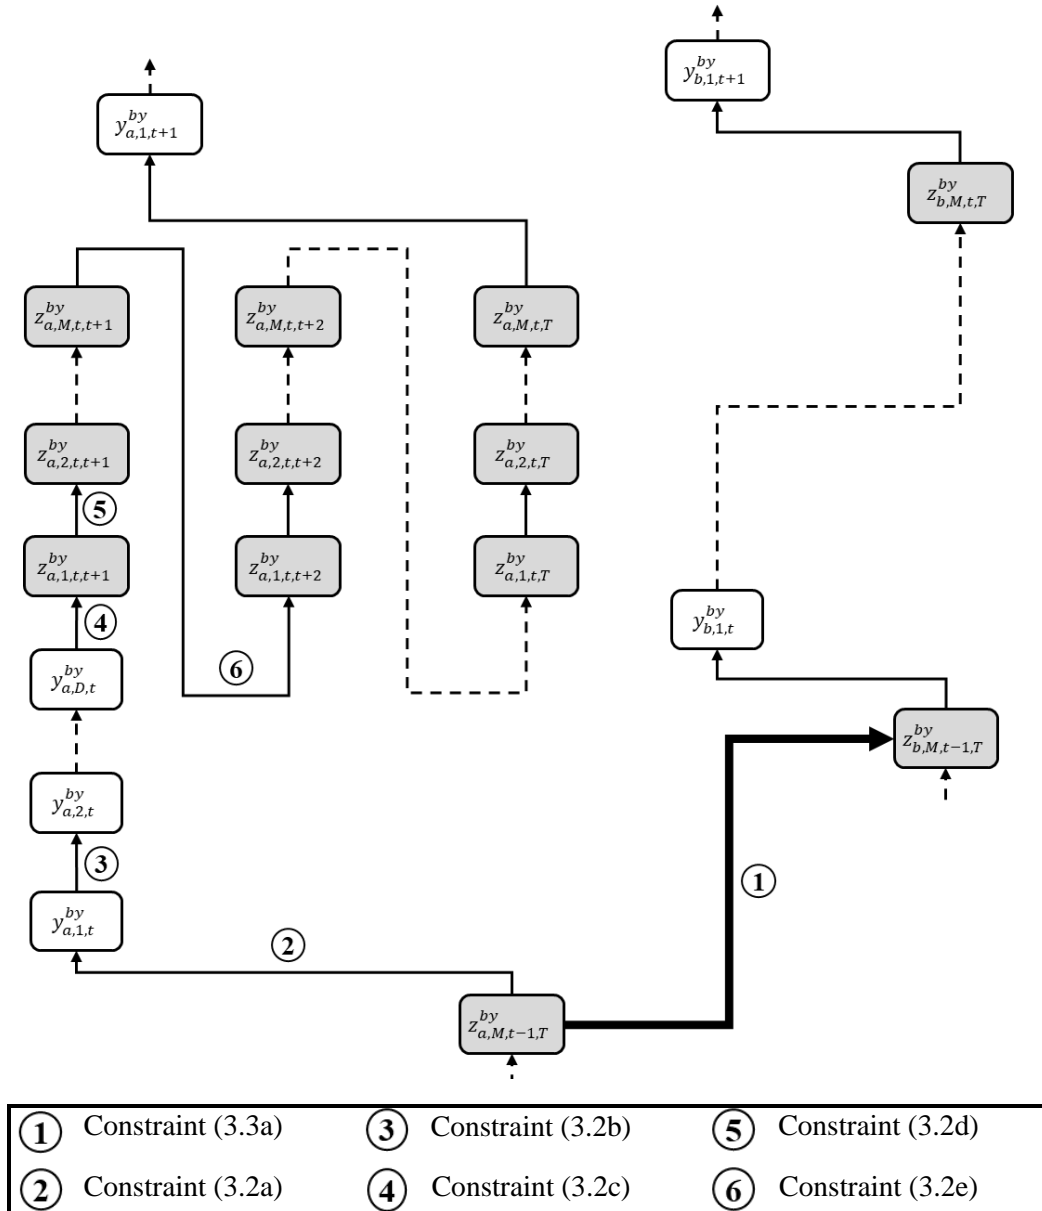 y^{by}_{b,1,t+1}
y^{by}_{a,1,t+1}
z^{by}_{b,M,t,T}
z^{by}_{a,M,t,t+1} z^{by}_{a,M,t,t+2} z^{by}_{a,M,t,T}
z^{by}_{a,2,t,t+1} z^{by}_{a,2,t,t+2} z^{by}_{a,2,t,T}
5
z^{by}_{a,1,t,t+1} z^{by}_{a,1,t,t+2} z^{by}_{a,1,t,T}
4
y^{by}_{b,1,t}
6
y^{by}_{a,D,t}
z^{by}_{b,M,t-1,T}
y^{by}_{a,2,t}
3
1
y^{by}_{a,1,t}
2
z^{by}_{a,M,t-1,T}
1 Constraint (3.3a) 3 Constraint (3.2b) 5 Constraint (3.2d)
2 Constraint (3.2a) 4 Constraint (3.2c) 6 Constraint (3.2e)